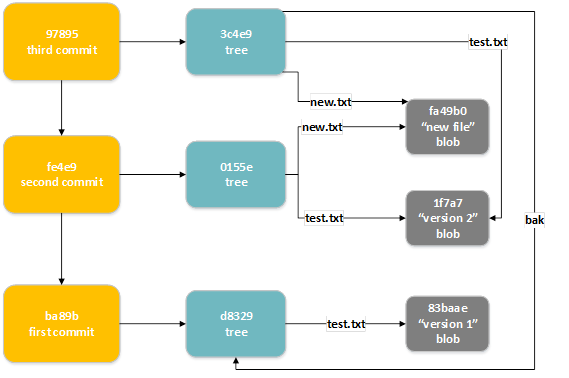 97895
third commit
3c4e9
tree
test.txt
new.txt
fa49b0
“new file”
blob
new.txt
fe4e9
second commit
0155e
tree
1f7a7
“version 2”
blob
test.txt
bak
ba89b
first commit
d8329
tree
83baae
“version 1”
blob
test.txt